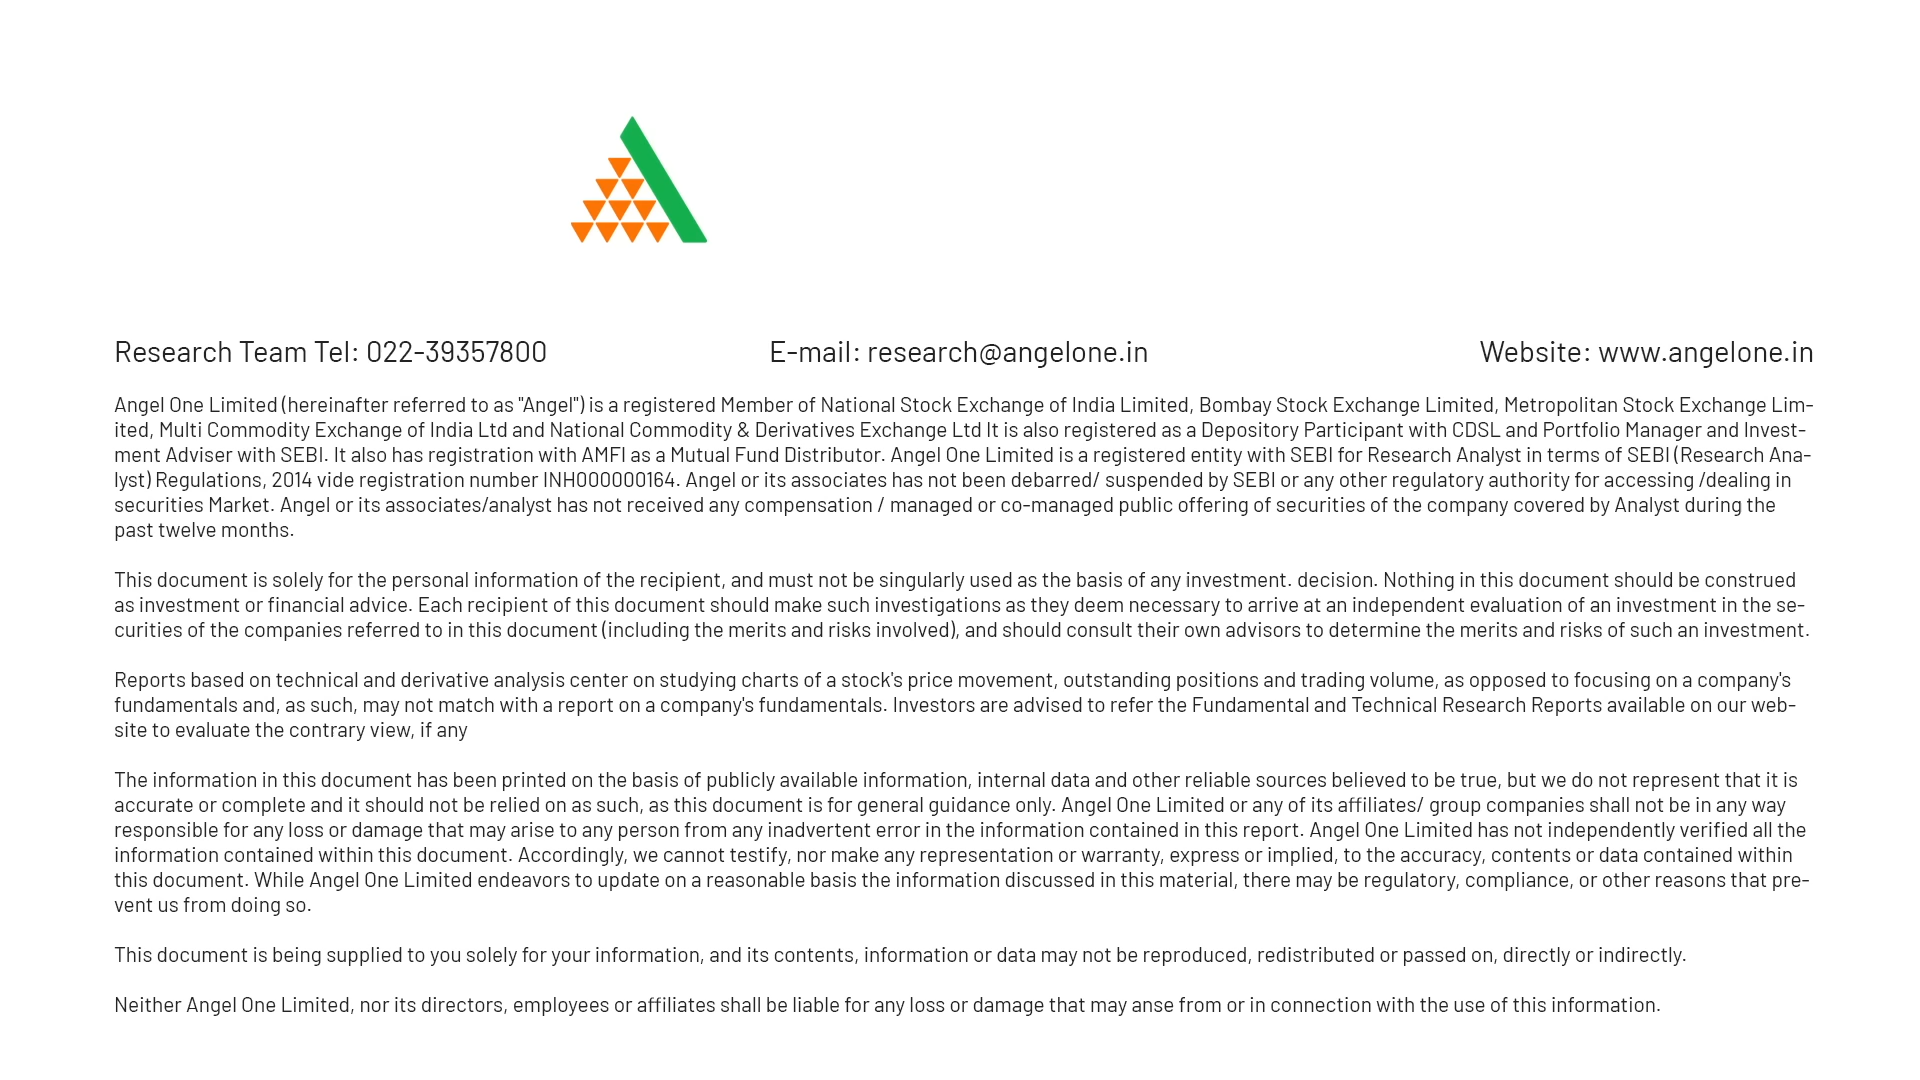 Research Team Tel: 022-39357800 E-mail: research@angelone.in Website: www.angelone.in
Angel One Limited (hereinafter referred to as "Angel") is a registered Member of National Stock Exchange of India Limited, Bombay Stock Exchange Limited, Metropolitan Stock Exchange Lim-
ited, Multi Commodity Exchange of India Ltd and National Commodity & Derivatives Exchange Ltd It is also registered as a Depository Participant with CDSL and Portfolio Manager and Invest-
ment Adviser with SEBI. It also has registration with AMFI as a Mutual Fund Distributor. Angel One Limited is a registered entity with SEBI for Research Analyst in terms of SEBI (Research Ana-
lyst) Regulations, 2014 vide registration number INH000000164. Angel or its associates has not been debarred/ suspended by SEBI or any other regulatory authority for accessing /dealing in
securities Market. Angel or its associates/analyst has not received any compensation / managed or co-managed public offering of securities of the company covered by Analyst during the
past twelve months.
This document is solely for the personal information of the recipient, and must not be singularly used as the basis of any investment. decision. Nothing in this document should be construed
as investment or financial advice. Each recipient of this document should make such investigations as they deem necessary to arrive at an independent evaluation of an investment in the se-
curities of the companies referred to in this document (including the merits and risks involved), and should consult their own advisors to determine the merits and risks of such an investment.
Reports based on technical and derivative analysis center on studying charts of a stock's price movement, outstanding positions and trading volume, as opposed to focusing on a company's
fundamentals and, as such, may not match with a report on a company's fundamentals. Investors are advised to refer the Fundamental and Technical Research Reports available on our web-
site to evaluate the contrary view, if any
The information in this document has been printed on the basis of publicly available information, internal data and other reliable sources believed to be true, but we do not represent that it is
accurate or complete and it should not be relied on as such, as this document is for general guidance only. Angel One Limited or any of its affiliates/ group companies shall not be in any way
responsible for any loss or damage that may arise to any person from any inadvertent error in the information contained in this report. Angel One Limited has not independently verified all the
information contained within this document. Accordingly, we cannot testify, nor make any representation or warranty, express or implied, to the accuracy, contents or data contained within
this document. While Angel One Limited endeavors to update on a reasonable basis the information discussed in this material, there may be regulatory, compliance, or other reasons that pre-
vent us from doing so.
This document is being supplied to you solely for your information, and its contents, information or data may not be reproduced, redistributed or passed on, directly or indirectly.
Neither Angel One Limited, nor its directors, employees or affiliates shall be liable for any loss or damage that may anse from or in connection with the use of this information.